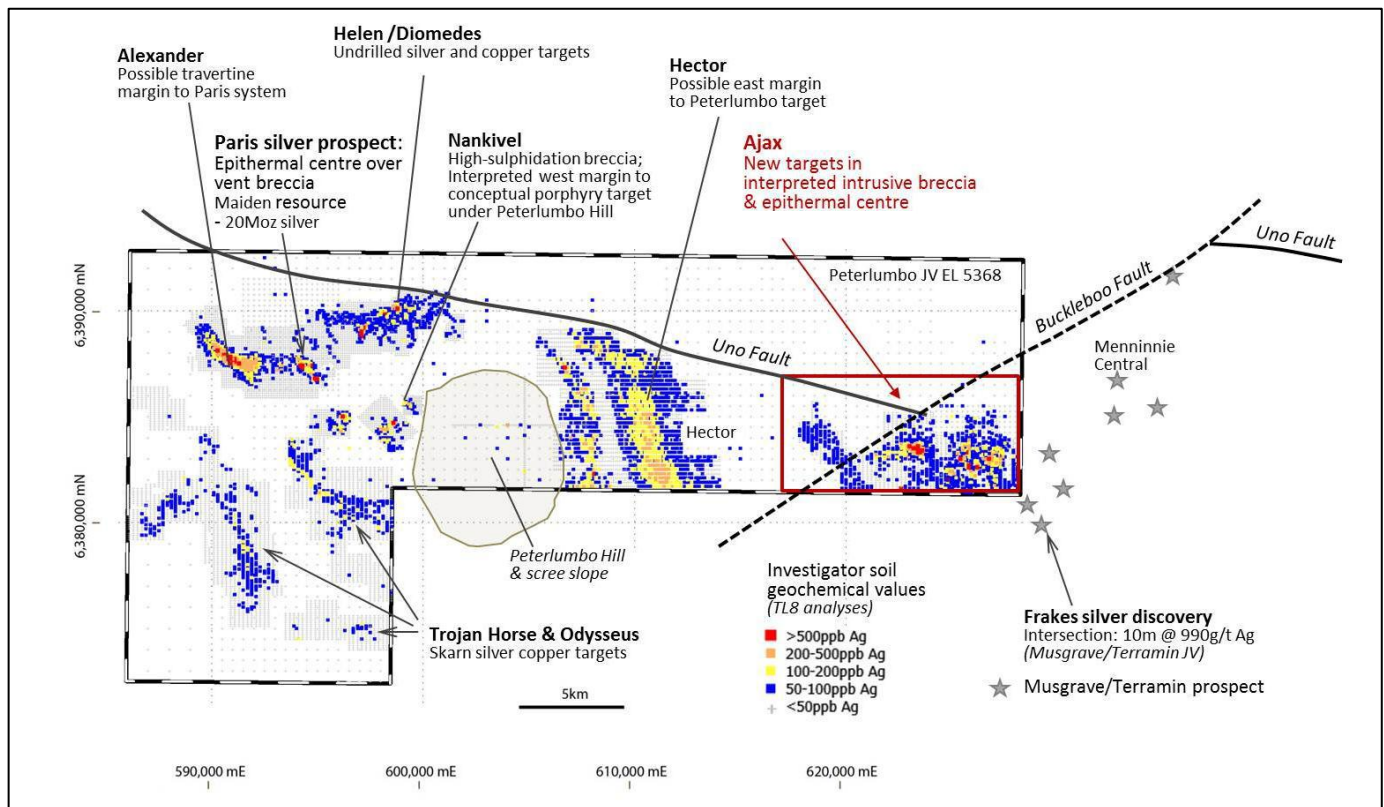 Helen /Diomedes
Undrilled silver and copper targets
Alexander
Possible travertine
margin to Paris system
Hector
Possible east margin
to Peterlumbo target
Paris silver prospect:
Epithermal centre over
vent breccia
Maiden resource
- 20Moz silver
Nankivel
High-sulphidation breccia;
Interpreted west margin to
conceptual porphyry target
under Peterlumbo Hill
Ajax
New targets in
interpreted intrusive breccia
& epithermal centre
Uno Fault
Peterlumbo JV EL 5368
Buckleboo Fault
6,390,000 mN
Uno Fault
Menninnie
Central
Hector
6,380,000 mN
Peterlumbo Hill
& scree slope
Trojan Horse & Odysseus
Skarn silver copper targets
Investigator soil
geochemical values
(TL8 analyses)
>500ppb Ag
200-500ppb Ag
100-200ppb Ag
50-100ppb Ag
<50ppb Ag
5km
Frakes silver discovery
Intersection: 10m @ 990g/t Ag
(Musgrave/Terramin JV)
Musgrave/Terramin prospect
590,000 mE
600,000 mE
610,000 mE
620,000 mE